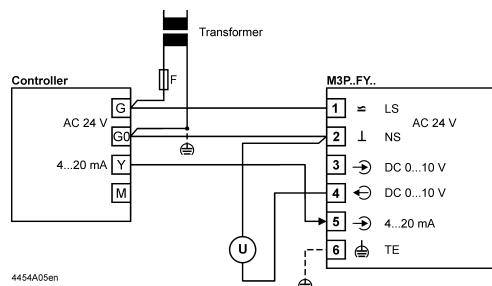 Transformer
F
Controller
M3P..FY..
G
1 LS
AC 24 V
AC 24 V
G0
2 NS
4...20 mA
Y
3 DC 0...10 V
M
4 DC 0...10 V
5 4...20 mA
U
6 TE
4454A05en